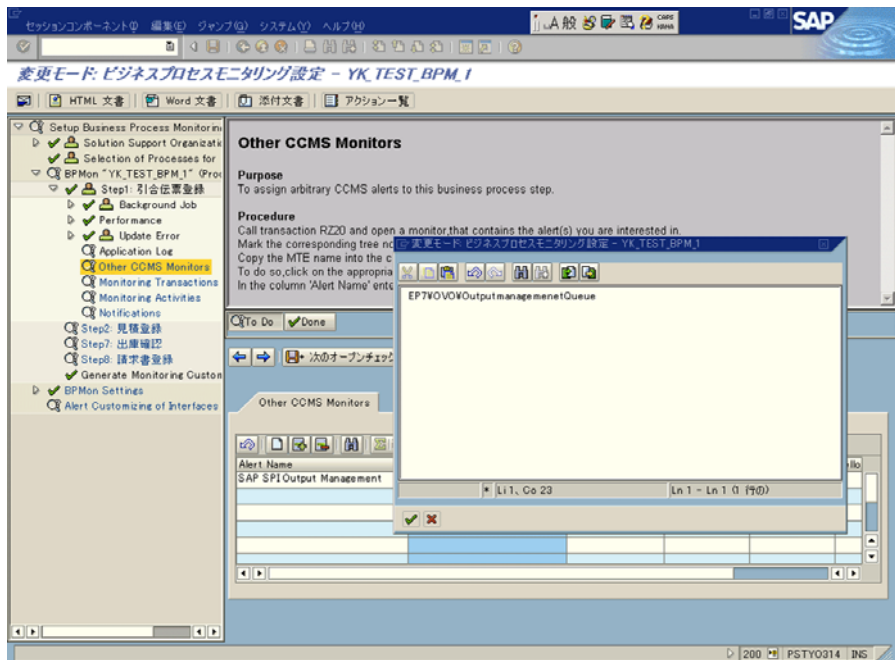 セッションコンポーネント(I) 編集(E) ジャンプ(G) システム(Y) ヘルプ(H)
A 般
CAPS
KANA
SAP
変更モード: ビジネスプロセスモニタリング設定 - YK_TEST_BPM_1
HTML 文書
Word 文書
添付文書
アクション一覧
Setup Business Process Monitorin
Solution Support Organizatic
Selection of Processes for
BPMon "YK_TEST_BPM_1" (Proc
Step1: 引合伝票登録
Background Job
Performance
Update Error
Application Log
Other CCMS Monitors
Monitoring Transactions
Monitoring Activities
Notifications
Step2: 見積登録
Step7: 出庫確認
Step8: 請求書登録
Generate Monitoring Custon
BPMon Settings
Alert Customizing of Interfaces
Other CCMS Monitors
Purpose
To assign arbitrary CCMS alerts to this business process step.
Procedure
Call transaction RZ20 and open a monitor,that contains the alert(s) you are interested in.
Mark the corresponding tree no
Copy the MTE name into the c
To do so,click on the appropria
In the column 'Alert Name' ente
To Do
Done
次のオープンチェッ
Other CCMS Monitors
Alert Name
llo
SAP SPI Output Management
変更モード: ビジネスプロセスモニタリング設定 - YK_TEST_BPM_1
EP7¥OVO¥OutputmanagemenetQueue
* Li 1, Co 23
Ln 1 - Ln 1 (1 行の)
200
PSTYO314
INS